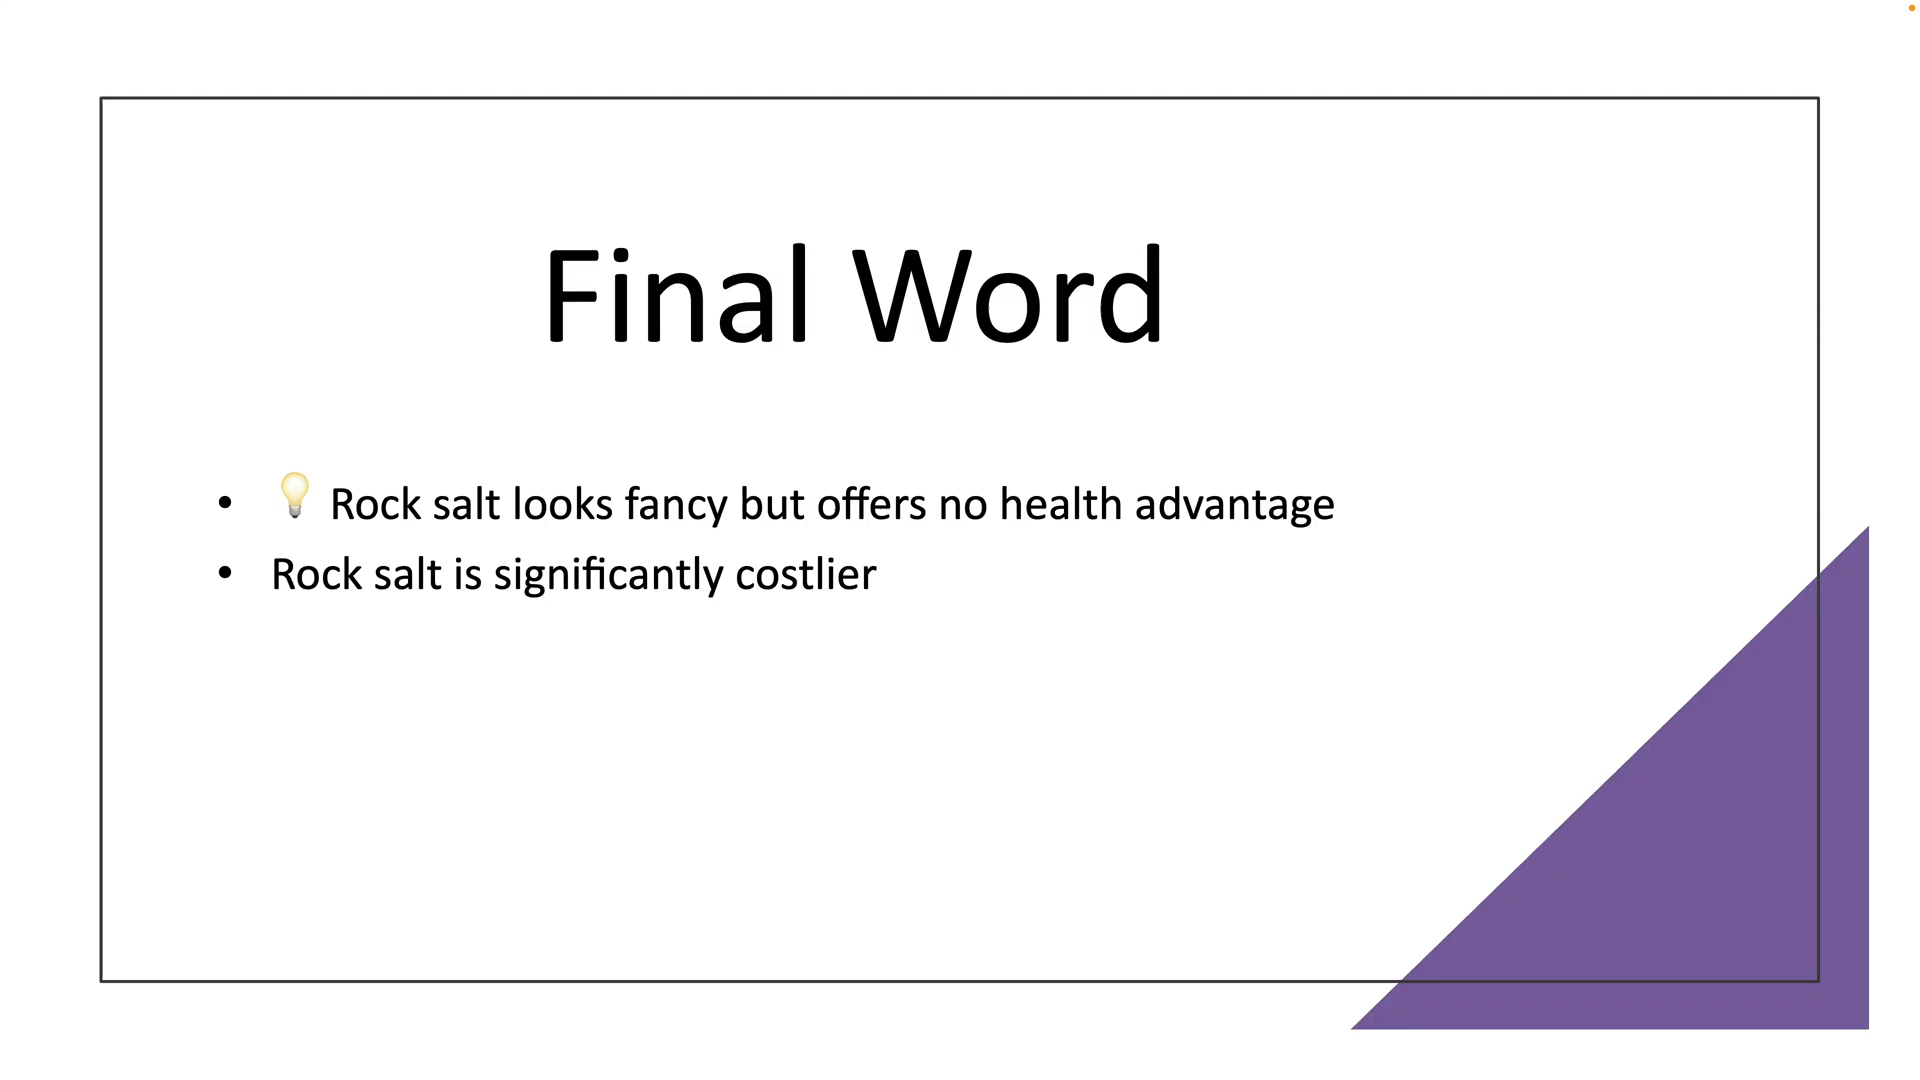 Final Word
• 💡 Rock salt looks fancy but offers no health advantage
• Rock salt is significantly costlier